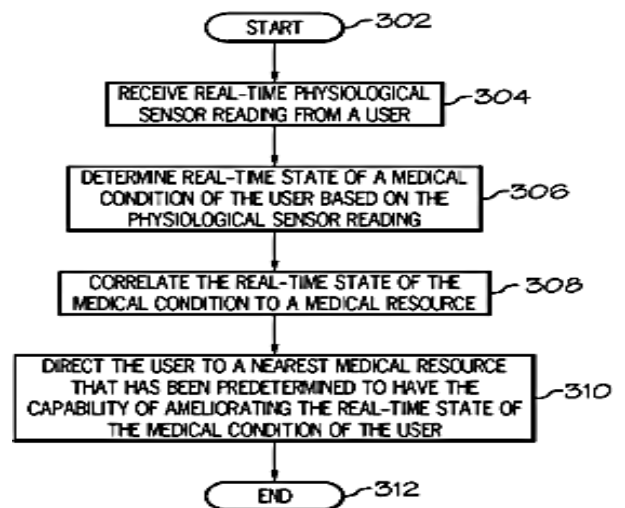 START
302
RECEIVE REAL-TIME PHYSIOLOGICAL
SENSOR READING FROM A USER
304
DETERMINE REAL-TIME STATE OF A MEDICAL
CONDITION OF THE USER BASED ON THE
PHYSIOLOGICAL SENSOR READING
306
CORRELATE THE REAL-TIME STATE OF THE
MEDICAL CONDITION TO A MEDICAL RESOURCE
308
DIRECT THE USER TO A NEAREST MEDICAL RESOURCE
THAT HAS BEEN PREDETERMINED TO HAVE THE
CAPABILITY OF AMELIORATING THE REAL-TIME STATE OF
THE MEDICAL CONDITION OF THE USER
310
END
312